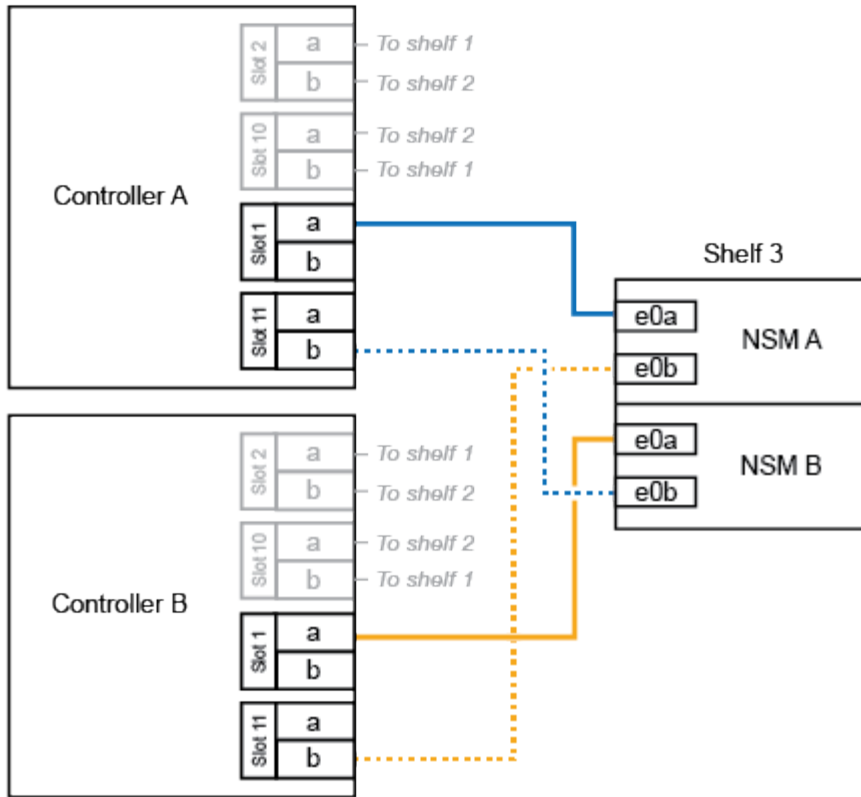 Controller A
Slot 2
a
To shelf 1
b
To shelf 2
Slot 10
a
To shelf 2
b
To shelf 1
Slot 1
a
b
Slot 11
a
b
Shelf 3
e0a
NSM A
e0b
e0a
NSM B
e0b
Controller B
Slot 2
a
To shelf 1
b
To shelf 2
Slot 10
a
To shelf 2
b
To shelf 1
Slot 1
a
b
Slot 11
a
b